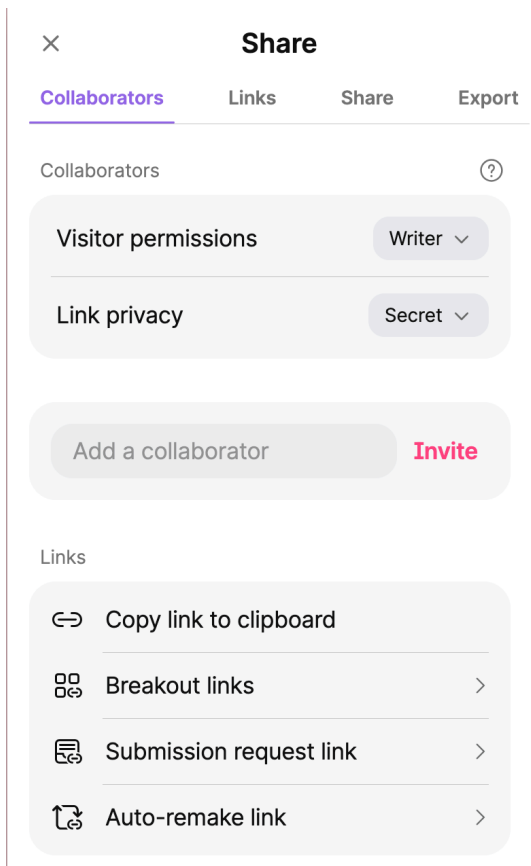 Share
Collaborators Links Share Export
Collaborators
Visitor permissions Writer
Link privacy Secret
Add a collaborator Invite
Links
Copy link to clipboard
Breakout links
Submission request link
Auto-remake link